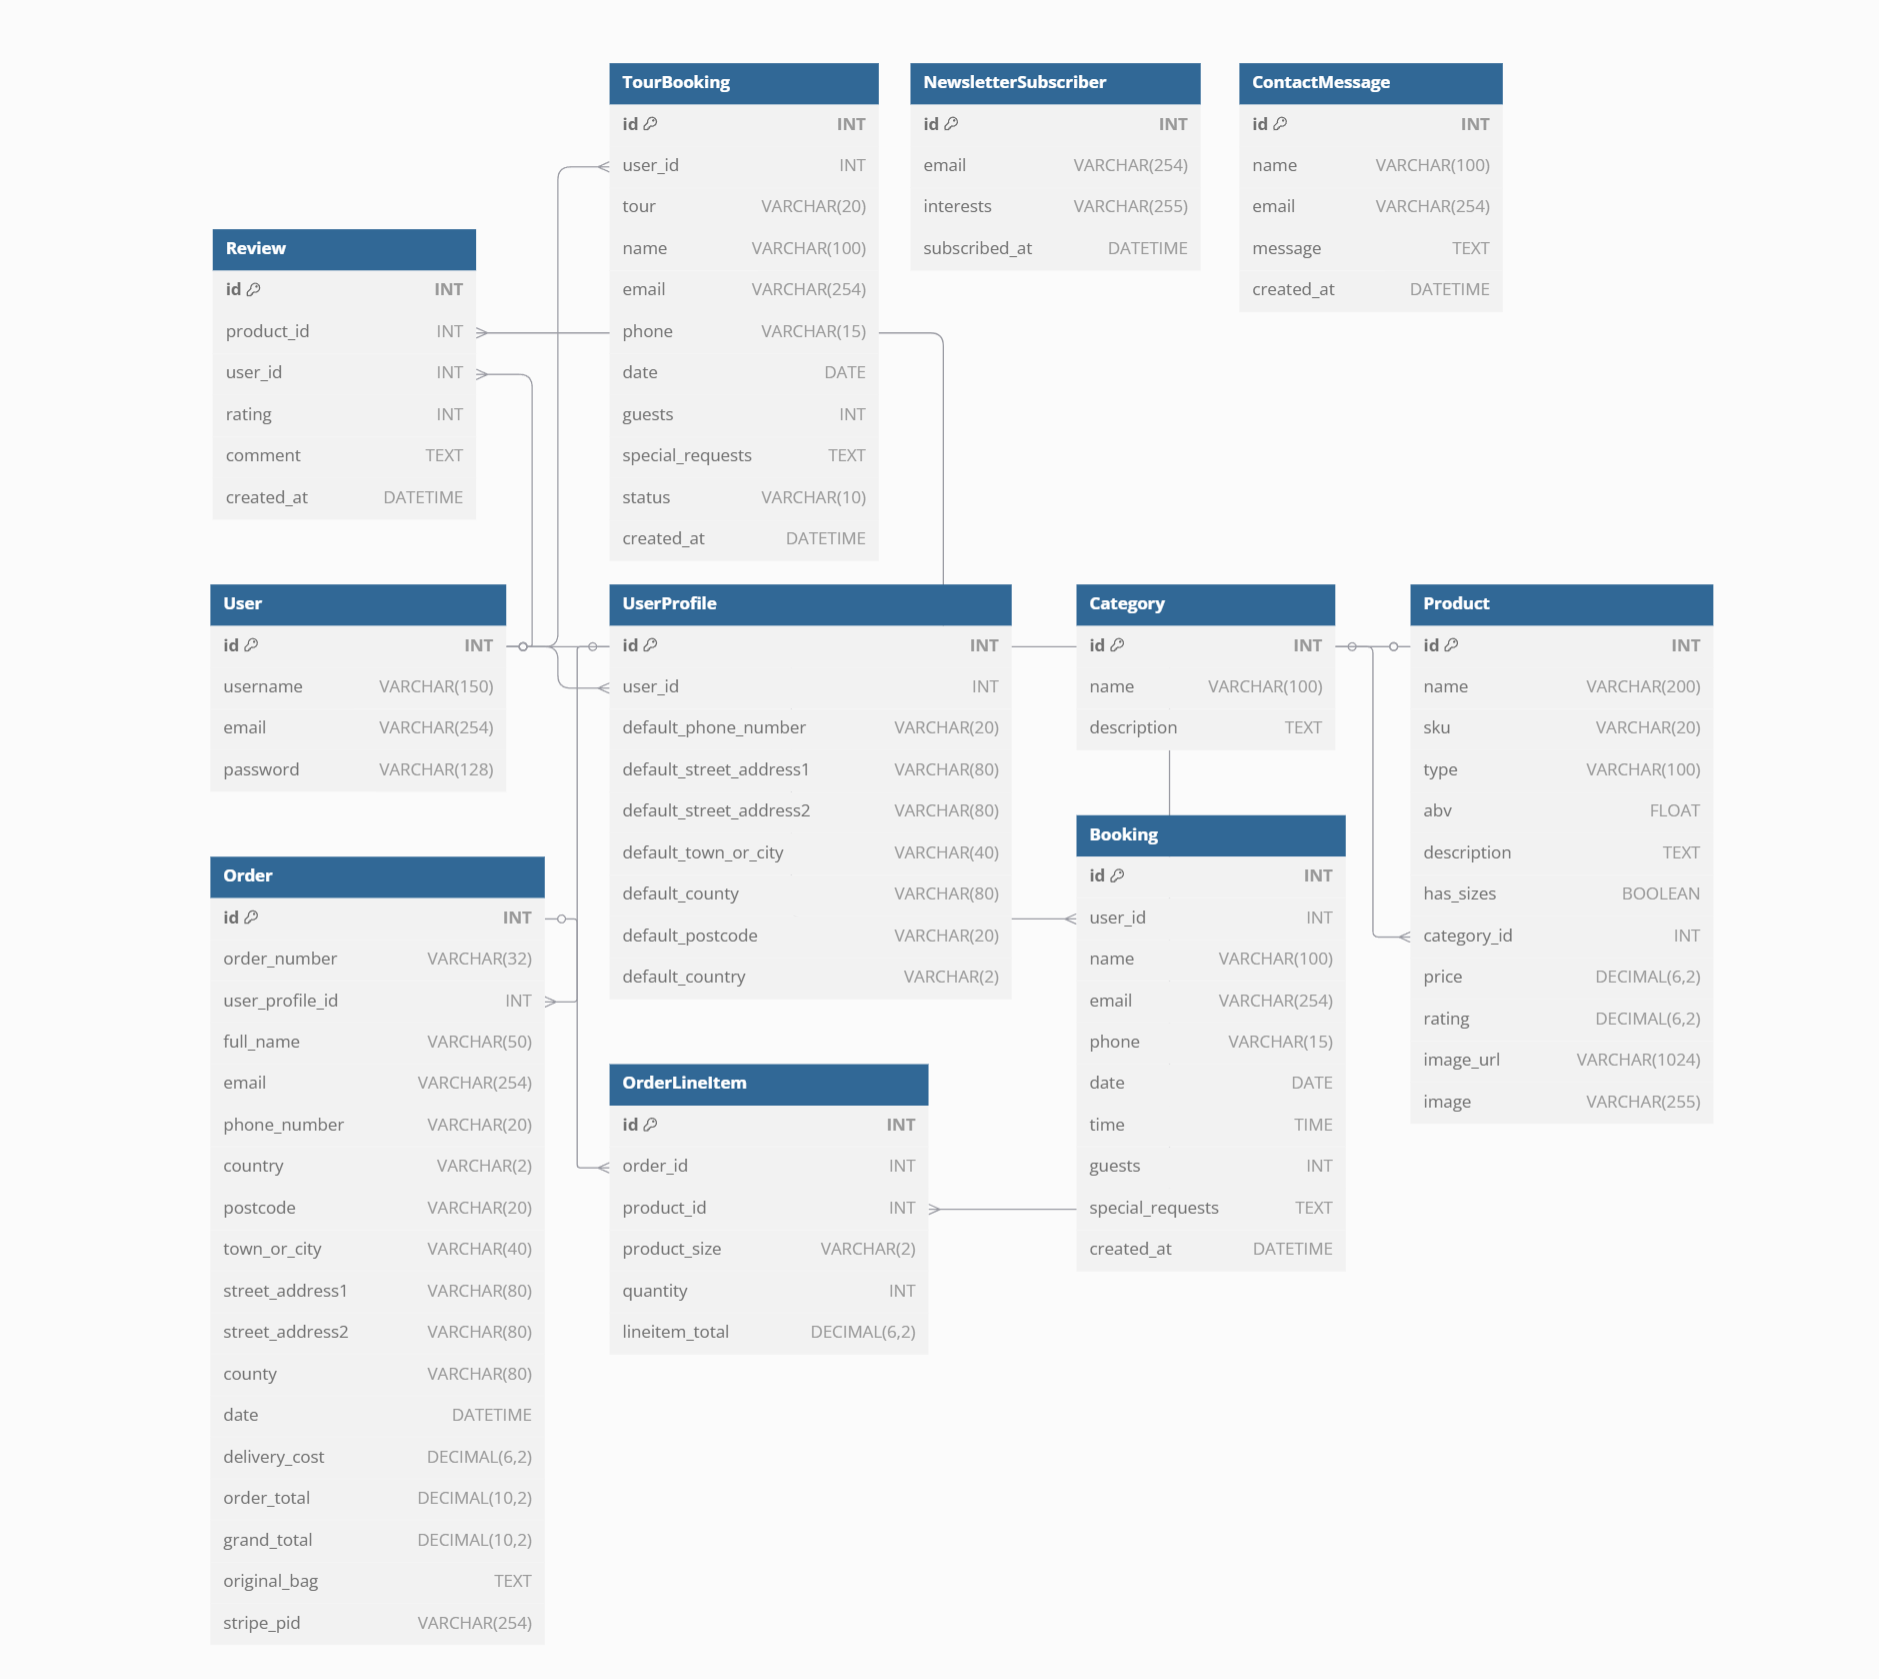 TourBooking
id INT
user_id INT
tour VARCHAR(20)
name VARCHAR(100)
email VARCHAR(254)
phone VARCHAR(15)
date DATE
guests INT
special_requests TEXT
status VARCHAR(10)
created_at DATETIME
NewsletterSubscriber
id INT
email VARCHAR(254)
interests VARCHAR(255)
subscribed_at DATETIME
ContactMessage
id INT
name VARCHAR(100)
email VARCHAR(254)
message TEXT
created_at DATETIME
Review
id INT
product_id INT
user_id INT
rating INT
comment TEXT
created_at DATETIME
User
id INT
username VARCHAR(150)
email VARCHAR(254)
password VARCHAR(128)
UserProfile
id INT
user_id INT
default_phone_number VARCHAR(20)
default_street_address1 VARCHAR(80)
default_street_address2 VARCHAR(80)
default_town_or_city VARCHAR(40)
default_county VARCHAR(80)
default_postcode VARCHAR(20)
default_country VARCHAR(2)
Category
id INT
name VARCHAR(100)
description TEXT
Product
id INT
name VARCHAR(200)
sku VARCHAR(20)
type VARCHAR(100)
abv FLOAT
description TEXT
has_sizes BOOLEAN
category_id INT
price DECIMAL(6,2)
rating DECIMAL(6,2)
image_url VARCHAR(1024)
image VARCHAR(255)
Booking
id INT
user_id INT
name VARCHAR(100)
email VARCHAR(254)
phone VARCHAR(15)
date DATE
time TIME
guests INT
special_requests TEXT
created_at DATETIME
Order
id INT
order_number VARCHAR(32)
user_profile_id INT
full_name VARCHAR(50)
email VARCHAR(254)
phone_number VARCHAR(20)
country VARCHAR(2)
postcode VARCHAR(20)
town_or_city VARCHAR(40)
street_address1 VARCHAR(80)
street_address2 VARCHAR(80)
county VARCHAR(80)
date DATETIME
delivery_cost DECIMAL(6,2)
order_total DECIMAL(10,2)
grand_total DECIMAL(10,2)
original_bag TEXT
stripe_pid VARCHAR(254)
OrderLineItem
id INT
order_id INT
product_id INT
product_size VARCHAR(2)
quantity INT
lineitem_total DECIMAL(6,2)